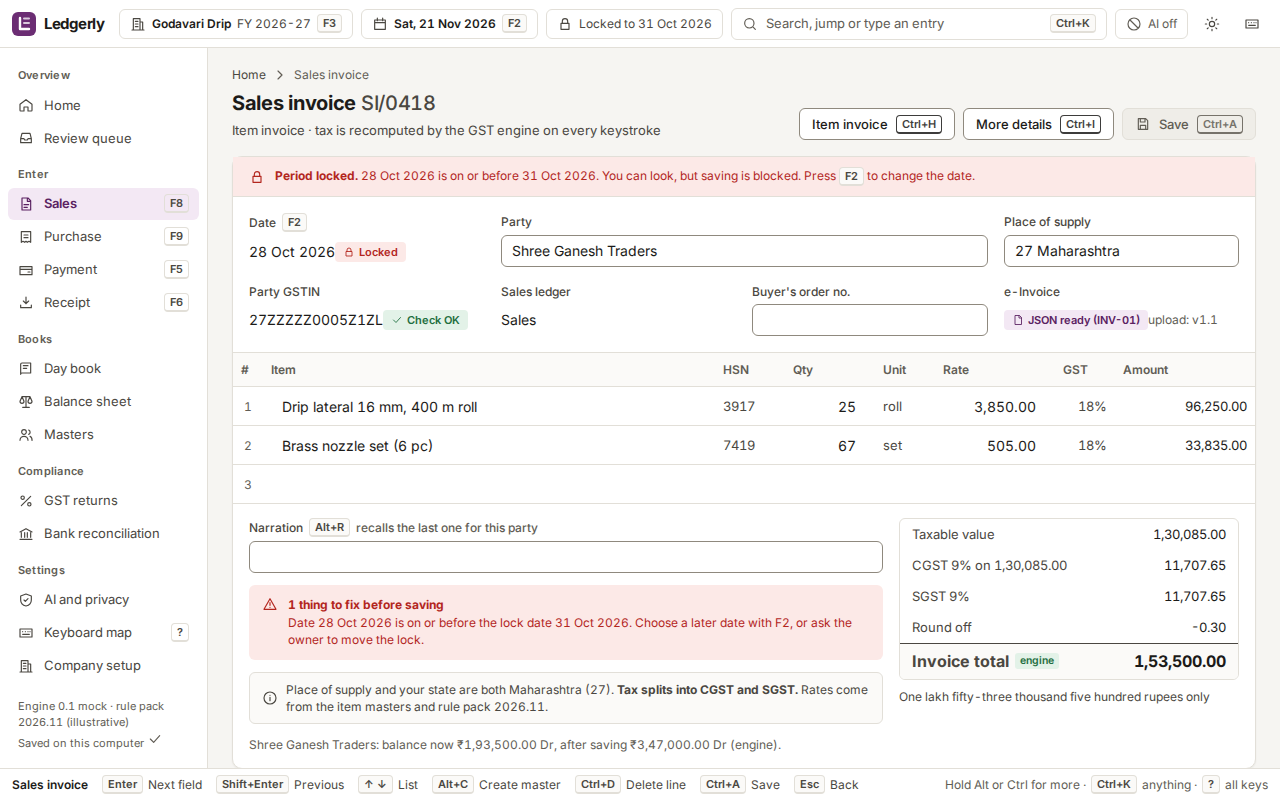 Ledgerly
Godavari Drip FY 2026-27 F3
Sat, 21 Nov 2026 F2
Locked to 31 Oct 2026
Search, jump or type an entry Ctrl+K
AI off
Overview
Home
Review queue
Enter
Sales F8
Purchase F9
Payment F5
Receipt F6
Books
Day book
Balance sheet
Masters
Compliance
GST returns
Bank reconciliation
Settings
AI and privacy
Keyboard map ?
Company setup
Engine 0.1 mock · rule pack
2026.11 (illustrative)
Saved on this computer
Home > Sales invoice
Sales invoice SI/0418
Item invoice · tax is recomputed by the GST engine on every keystroke
Item invoice Ctrl+H
More details Ctrl+I
Save Ctrl+A
Period locked. 28 Oct 2026 is on or before 31 Oct 2026. You can look, but saving is blocked. Press F2 to change the date.
Date F2
28 Oct 2026 Locked
Party
Shree Ganesh Traders
Place of supply
27 Maharashtra
Party GSTIN
27ZZZZZ0005Z1ZL Check OK
Sales ledger
Sales
Buyer's order no.
e-Invoice
JSON ready (INV-01) upload: v1.1
# Item HSN Qty Unit Rate GST Amount
1 Drip lateral 16 mm, 400 m roll 3917 25 roll 3,850.00 18% 96,250.00
2 Brass nozzle set (6 pc) 7419 67 set 505.00 18% 33,835.00
3
Narration Alt+R recalls the last one for this party
1 thing to fix before saving
Date 28 Oct 2026 is on or before the lock date 31 Oct 2026. Choose a later date with F2, or ask the
owner to move the lock.
Place of supply and your state are both Maharashtra (27). Tax splits into CGST and SGST. Rates come
from the item masters and rule pack 2026.11.
Shree Ganesh Traders: balance now ₹1,93,500.00 Dr, after saving ₹3,47,000.00 Dr (engine).
Taxable value 1,30,085.00
CGST 9% on 1,30,085.00 11,707.65
SGST 9% 11,707.65
Round off -0.30
Invoice total engine 1,53,500.00
One lakh fifty-three thousand five hundred rupees only
Sales invoice Enter Next field Shift+Enter Previous ↑ ↓ List Alt+C Create master Ctrl+D Delete line Ctrl+A Save Esc Back Hold Alt or Ctrl for more · Ctrl+K anything · ? all keys